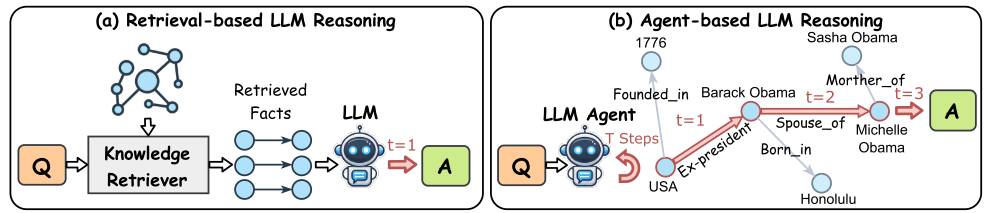 (a) Retrieval-based LLM Reasoning
Retrieved
Facts
LLM
Q
Knowledge
Retriever
t=1
A
(b) Agent-based LLM Reasoning
1776
Sasha Obama
Founded_in
Morther_of
Barack Obama
t=2
t=3
LLM Agent
t=1
Spouse_of
A
T Steps
Michelle
Obama
Q
Ex-president
Born_in
USA
Honolulu